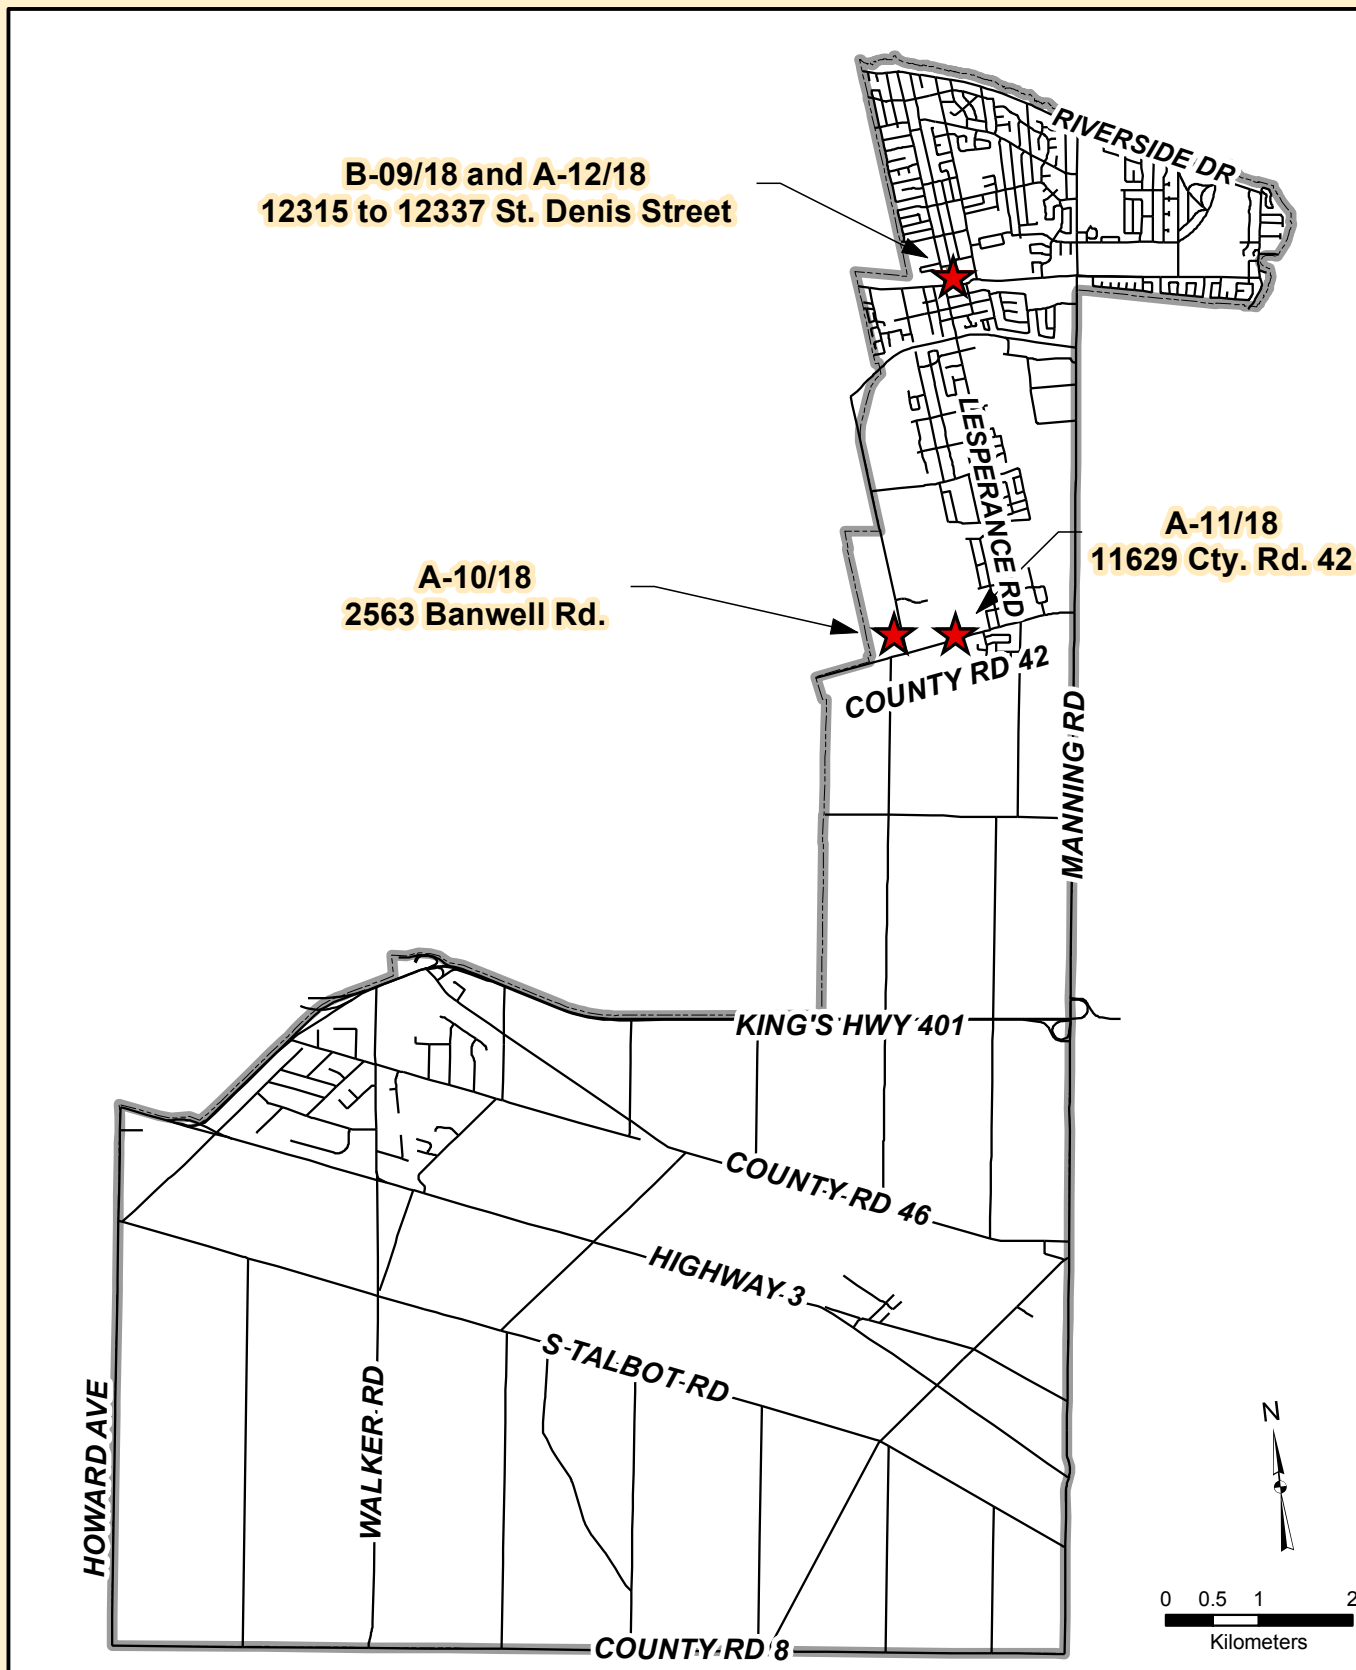 RIVERSIDE DR
B-09/18 and A-12/18
12315 to 12337 St. Denis Street
LESPERANCE RD
A-11/18
11629 Cty. Rd. 42
A-10/18
2563 Banwell Rd.
COUNTY RD 42
MANNING RD
KING'S HWY 401
COUNTY RD 46
HIGHWAY 3
S TALBOT RD
HOWARD AVE
WALKER RD
N
0 0.5 1 2
Kilometers
COUNTY RD 8